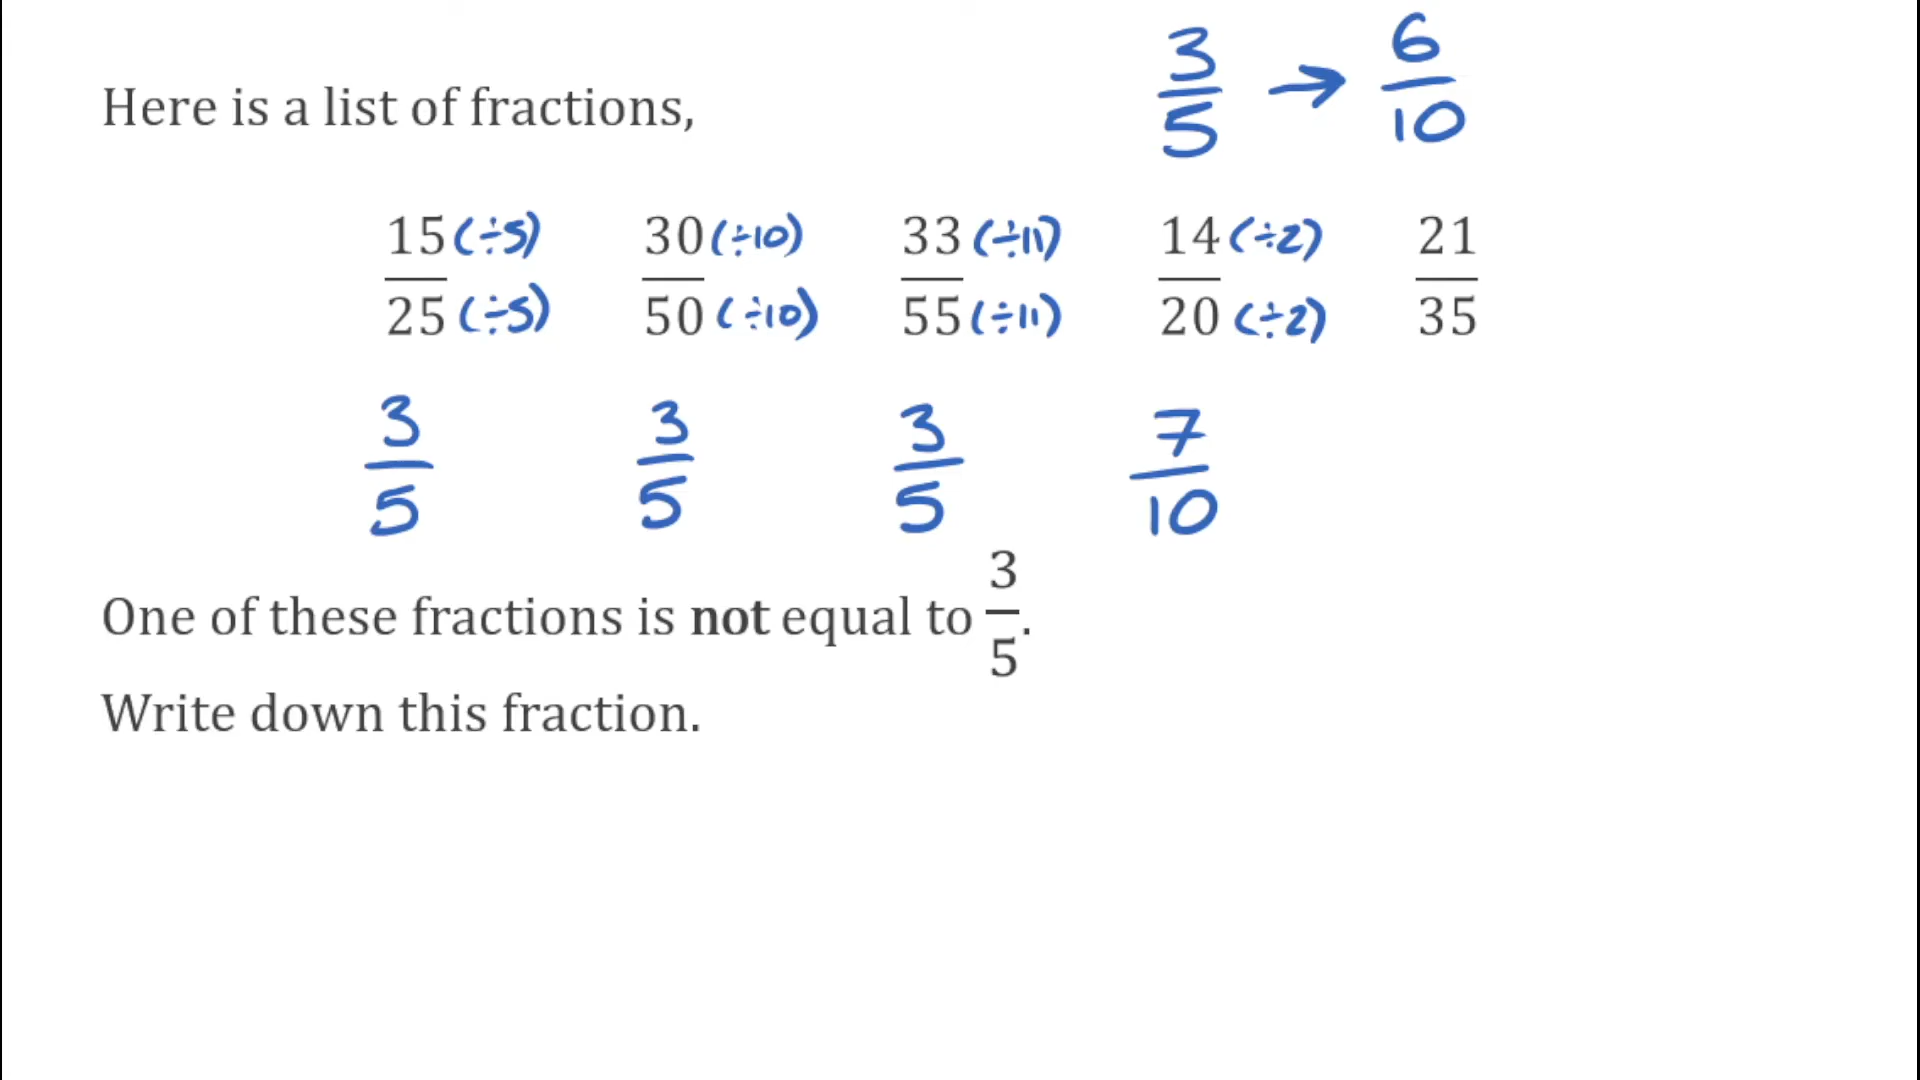 3/5 → 6/10
Here is a list of fractions,
15 (÷5) 30 (÷10) 33 (÷11) 14 (÷2) 21
25 (÷5) 50 (÷10) 55 (÷11) 20 (÷2) 35
3/5 3/5 3/5 7/10
One of these fractions is not equal to 3/5.
Write down this fraction.